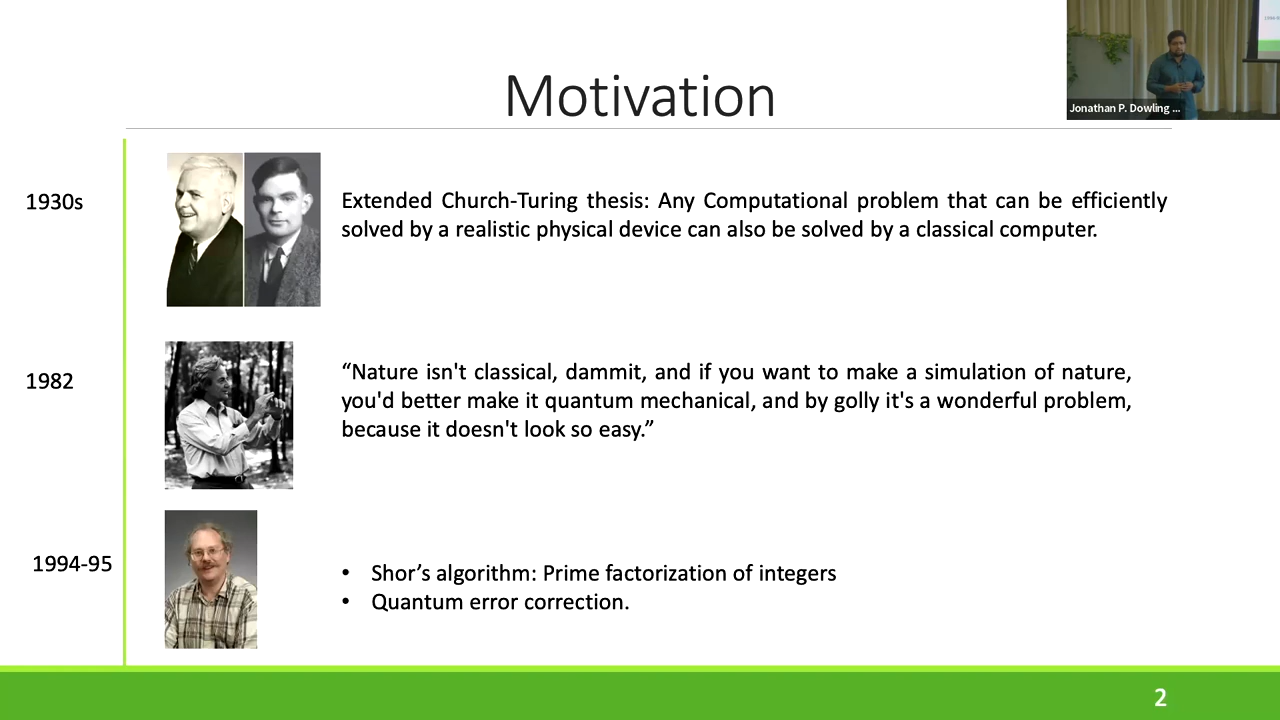 Motivation
Jonathan P. Dowling ...
1930s
Extended Church-Turing thesis: Any Computational problem that can be efficiently
solved by a realistic physical device can also be solved by a classical computer.
1982
“Nature isn't classical, dammit, and if you want to make a simulation of nature,
you'd better make it quantum mechanical, and by golly it's a wonderful problem,
because it doesn't look so easy.”
1994-95
• Shor’s algorithm: Prime factorization of integers
• Quantum error correction.
2